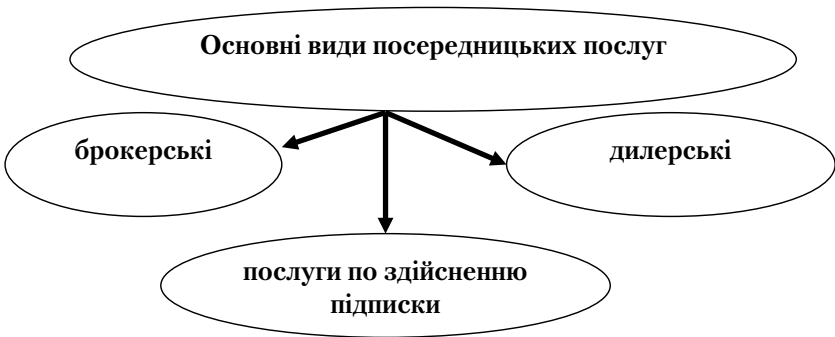 Основні види посередницьких послуг
брокерські
дилерські
послуги по здійсненню
підписки